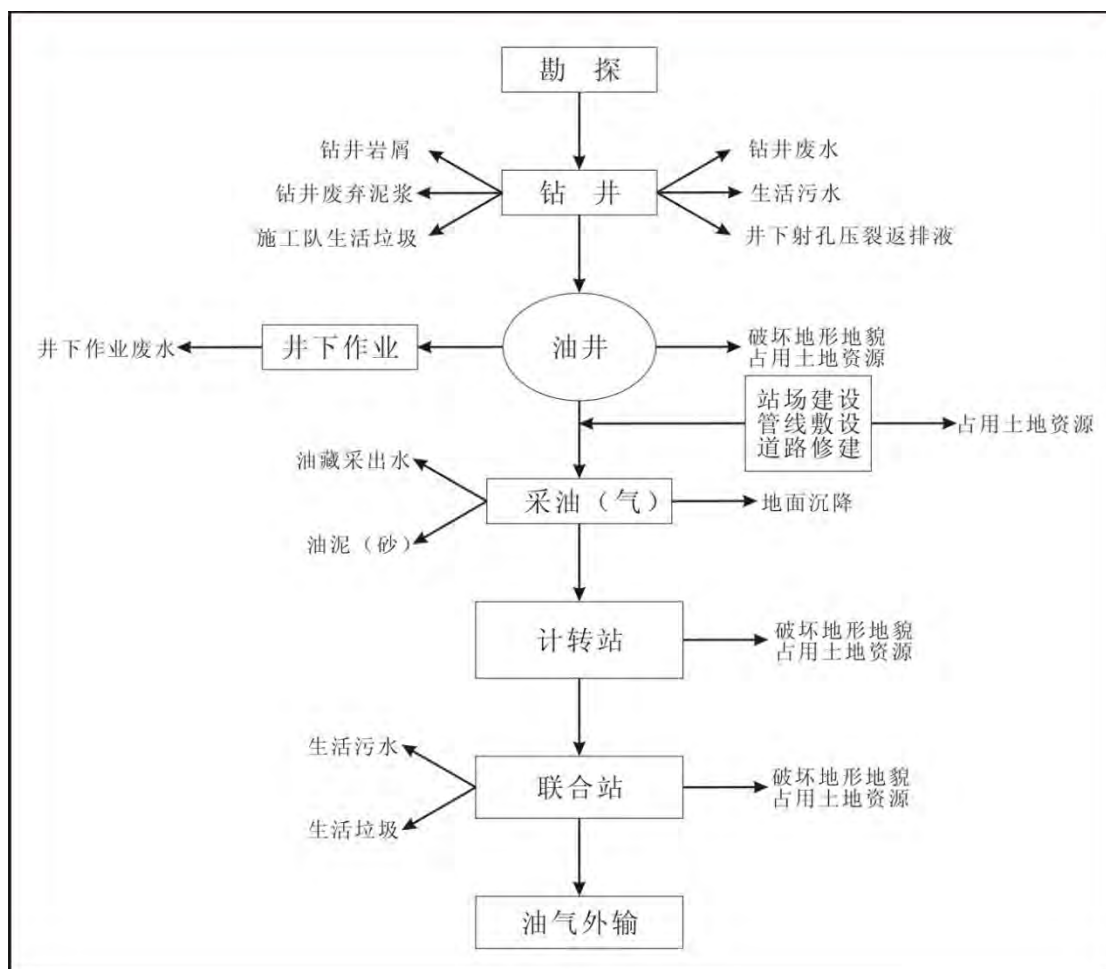 勘 探
钻井岩屑
钻井废水
钻井废弃泥浆
钻 井
生活污水
施工队生活垃圾
井下射孔压裂返排液
井下作业废水
井下作业
油井
破坏地形地貌
占用土地资源
站场建设
管线敷设
道路修建
占用土地资源
油藏采出水
采油（气）
地面沉降
油泥（砂）
计转站
破坏地形地貌
占用土地资源
生活污水
联合站
破坏地形地貌
占用土地资源
生活垃圾
油气外输